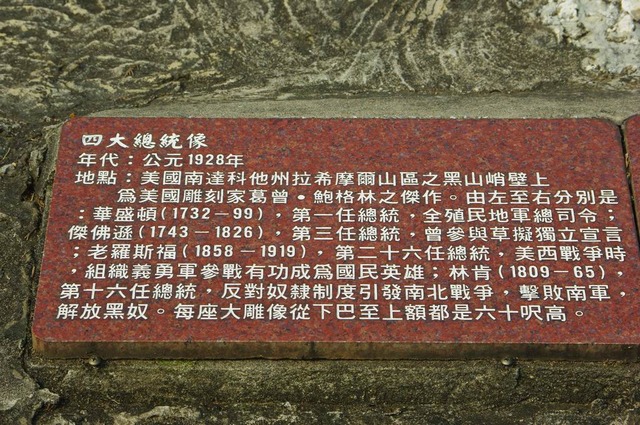 四大總統像
年代：公元1928年
地點：美國南達科他州拉希摩爾山區之黑山峭壁上
為美國雕刻家葛曾・鮑格林之傑作。由左至右分別是
：華盛頓(1732－99)，第一任總統，全殖民地軍總司令；
傑佛遜(1743－1826)，第三任總統，曾參與草擬獨立宣言
；老羅斯福(1858－1919)，第二十六任總統，美西戰爭時
，組織義勇軍參戰有功成為國民英雄；林肯(1809－65)，
第十六任總統，反對奴隸制度引發南北戰爭，擊敗南軍，
解放黑奴。每座大雕像從下巴至上額都是六十呎高。